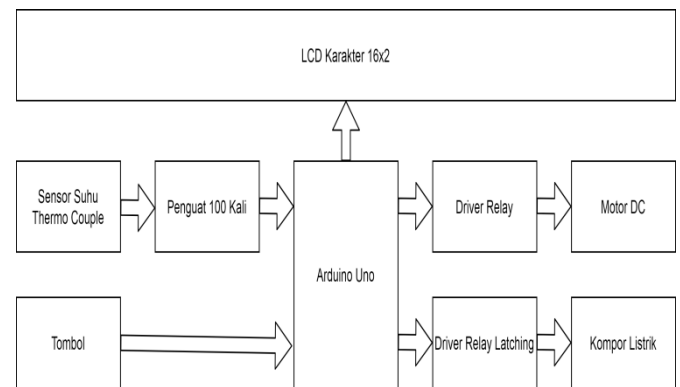 LCD Karakter 16x2
Sensor Suhu
Thermo Couple
Penguat 100 Kali
Arduino Uno
Driver Relay
Motor DC
Tombol
Driver Relay Latching
Kompor Listrik